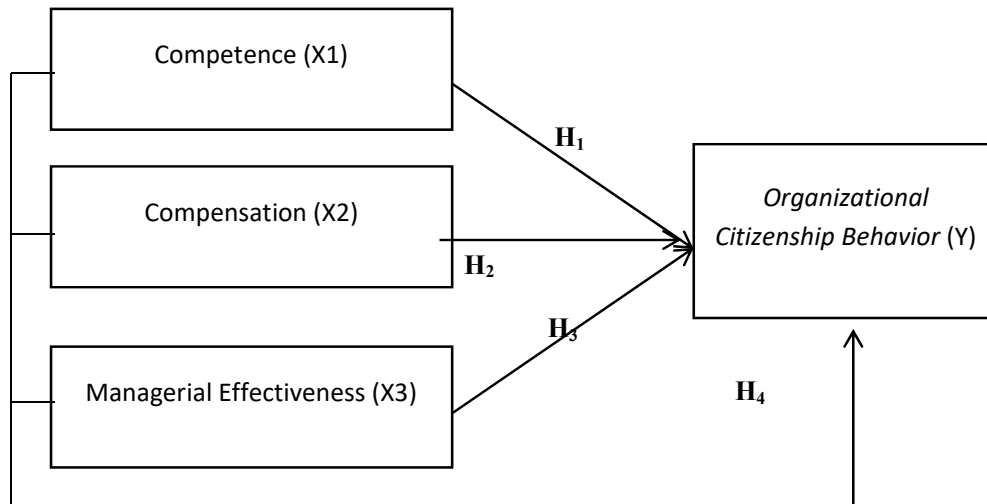 Competence (X1)
H₁
Compensation (X2)
Organizational
Citizenship Behavior (Y)
H₂
H₃
Managerial Effectiveness (X3)
H₄